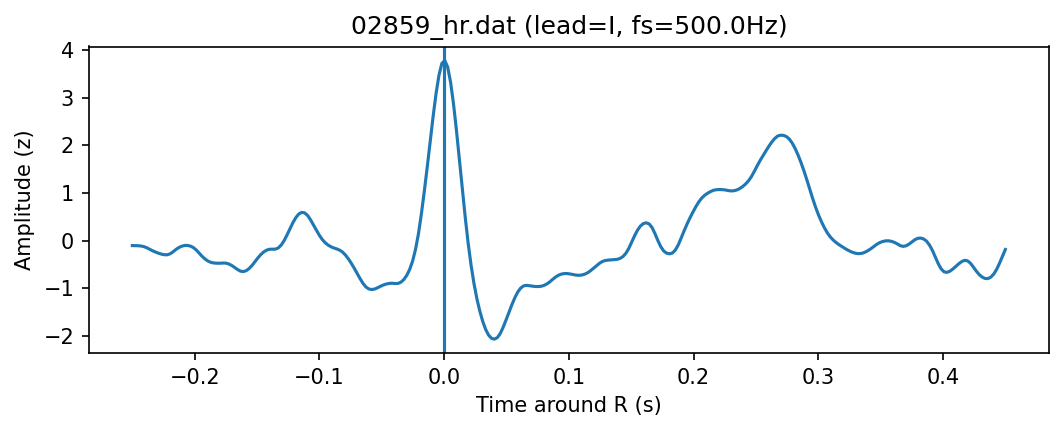 02859_hr.dat (lead=I, fs=500.0Hz)
Amplitude (z)
4
3
2
1
0
−1
−2
−0.2 −0.1 0.0 0.1 0.2 0.3 0.4
Time around R (s)